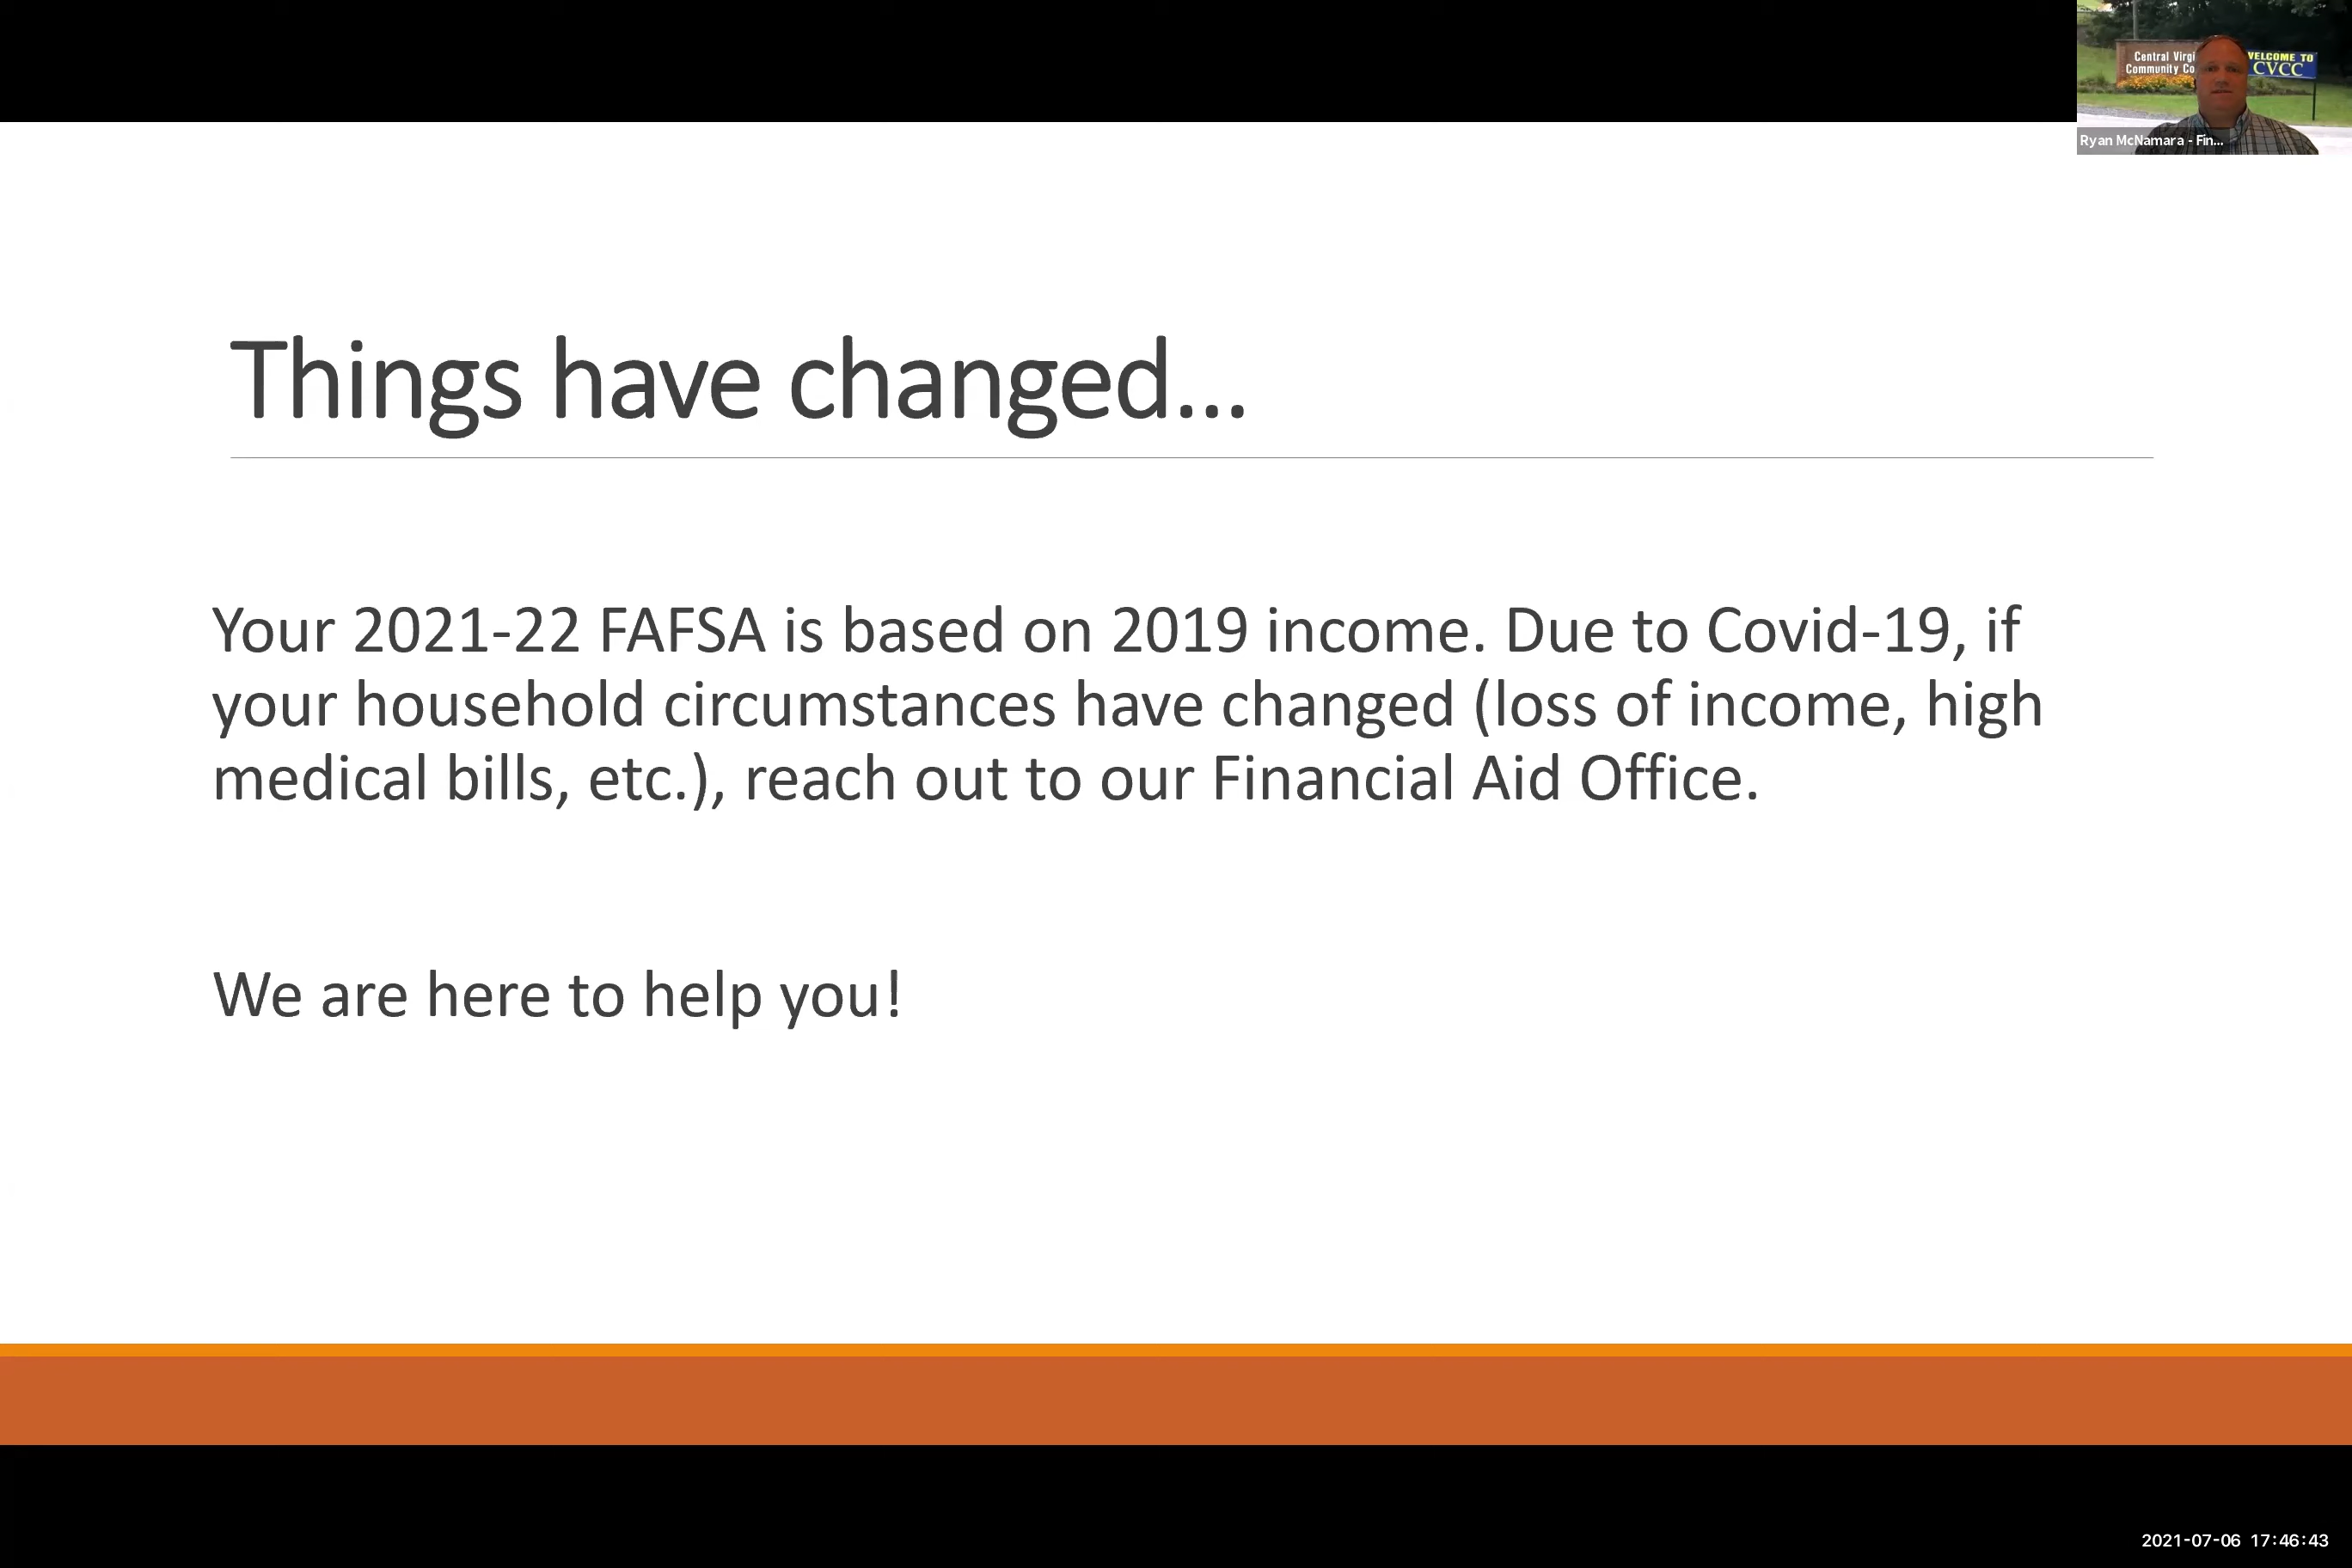 Central Virgi
Community Co
WELCOME TO
CVCC
Ryan McNamara - Fin...
Things have changed...
Your 2021-22 FAFSA is based on 2019 income. Due to Covid-19, if
your household circumstances have changed (loss of income, high
medical bills, etc.), reach out to our Financial Aid Office.
We are here to help you!
2021-07-06 17:46:43